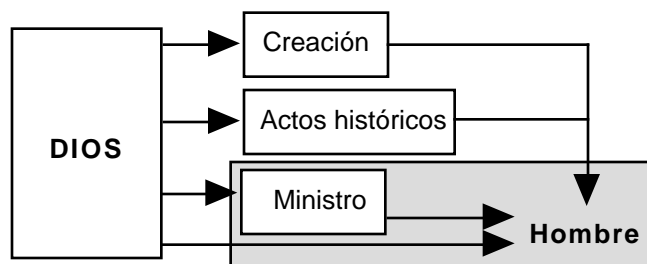 Creación
Actos históricos
DIOS
Ministro
Hombre